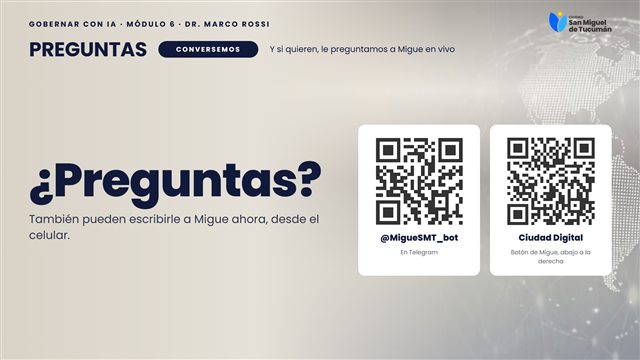 GOBERNAR CON IA · MÓDULO 6 · DR. MARCO ROSSI
PREGUNTAS
CONVERSEMOS
Y si quieren, le preguntamos a Migue en vivo
CIUDAD
San Miguel
de Tucumán
¿Preguntas?
También pueden escribirle a Migue ahora, desde el
celular.
@MigueSMT_bot
En Telegram
Ciudad Digital
Botón de Migue, abajo a la
derecha